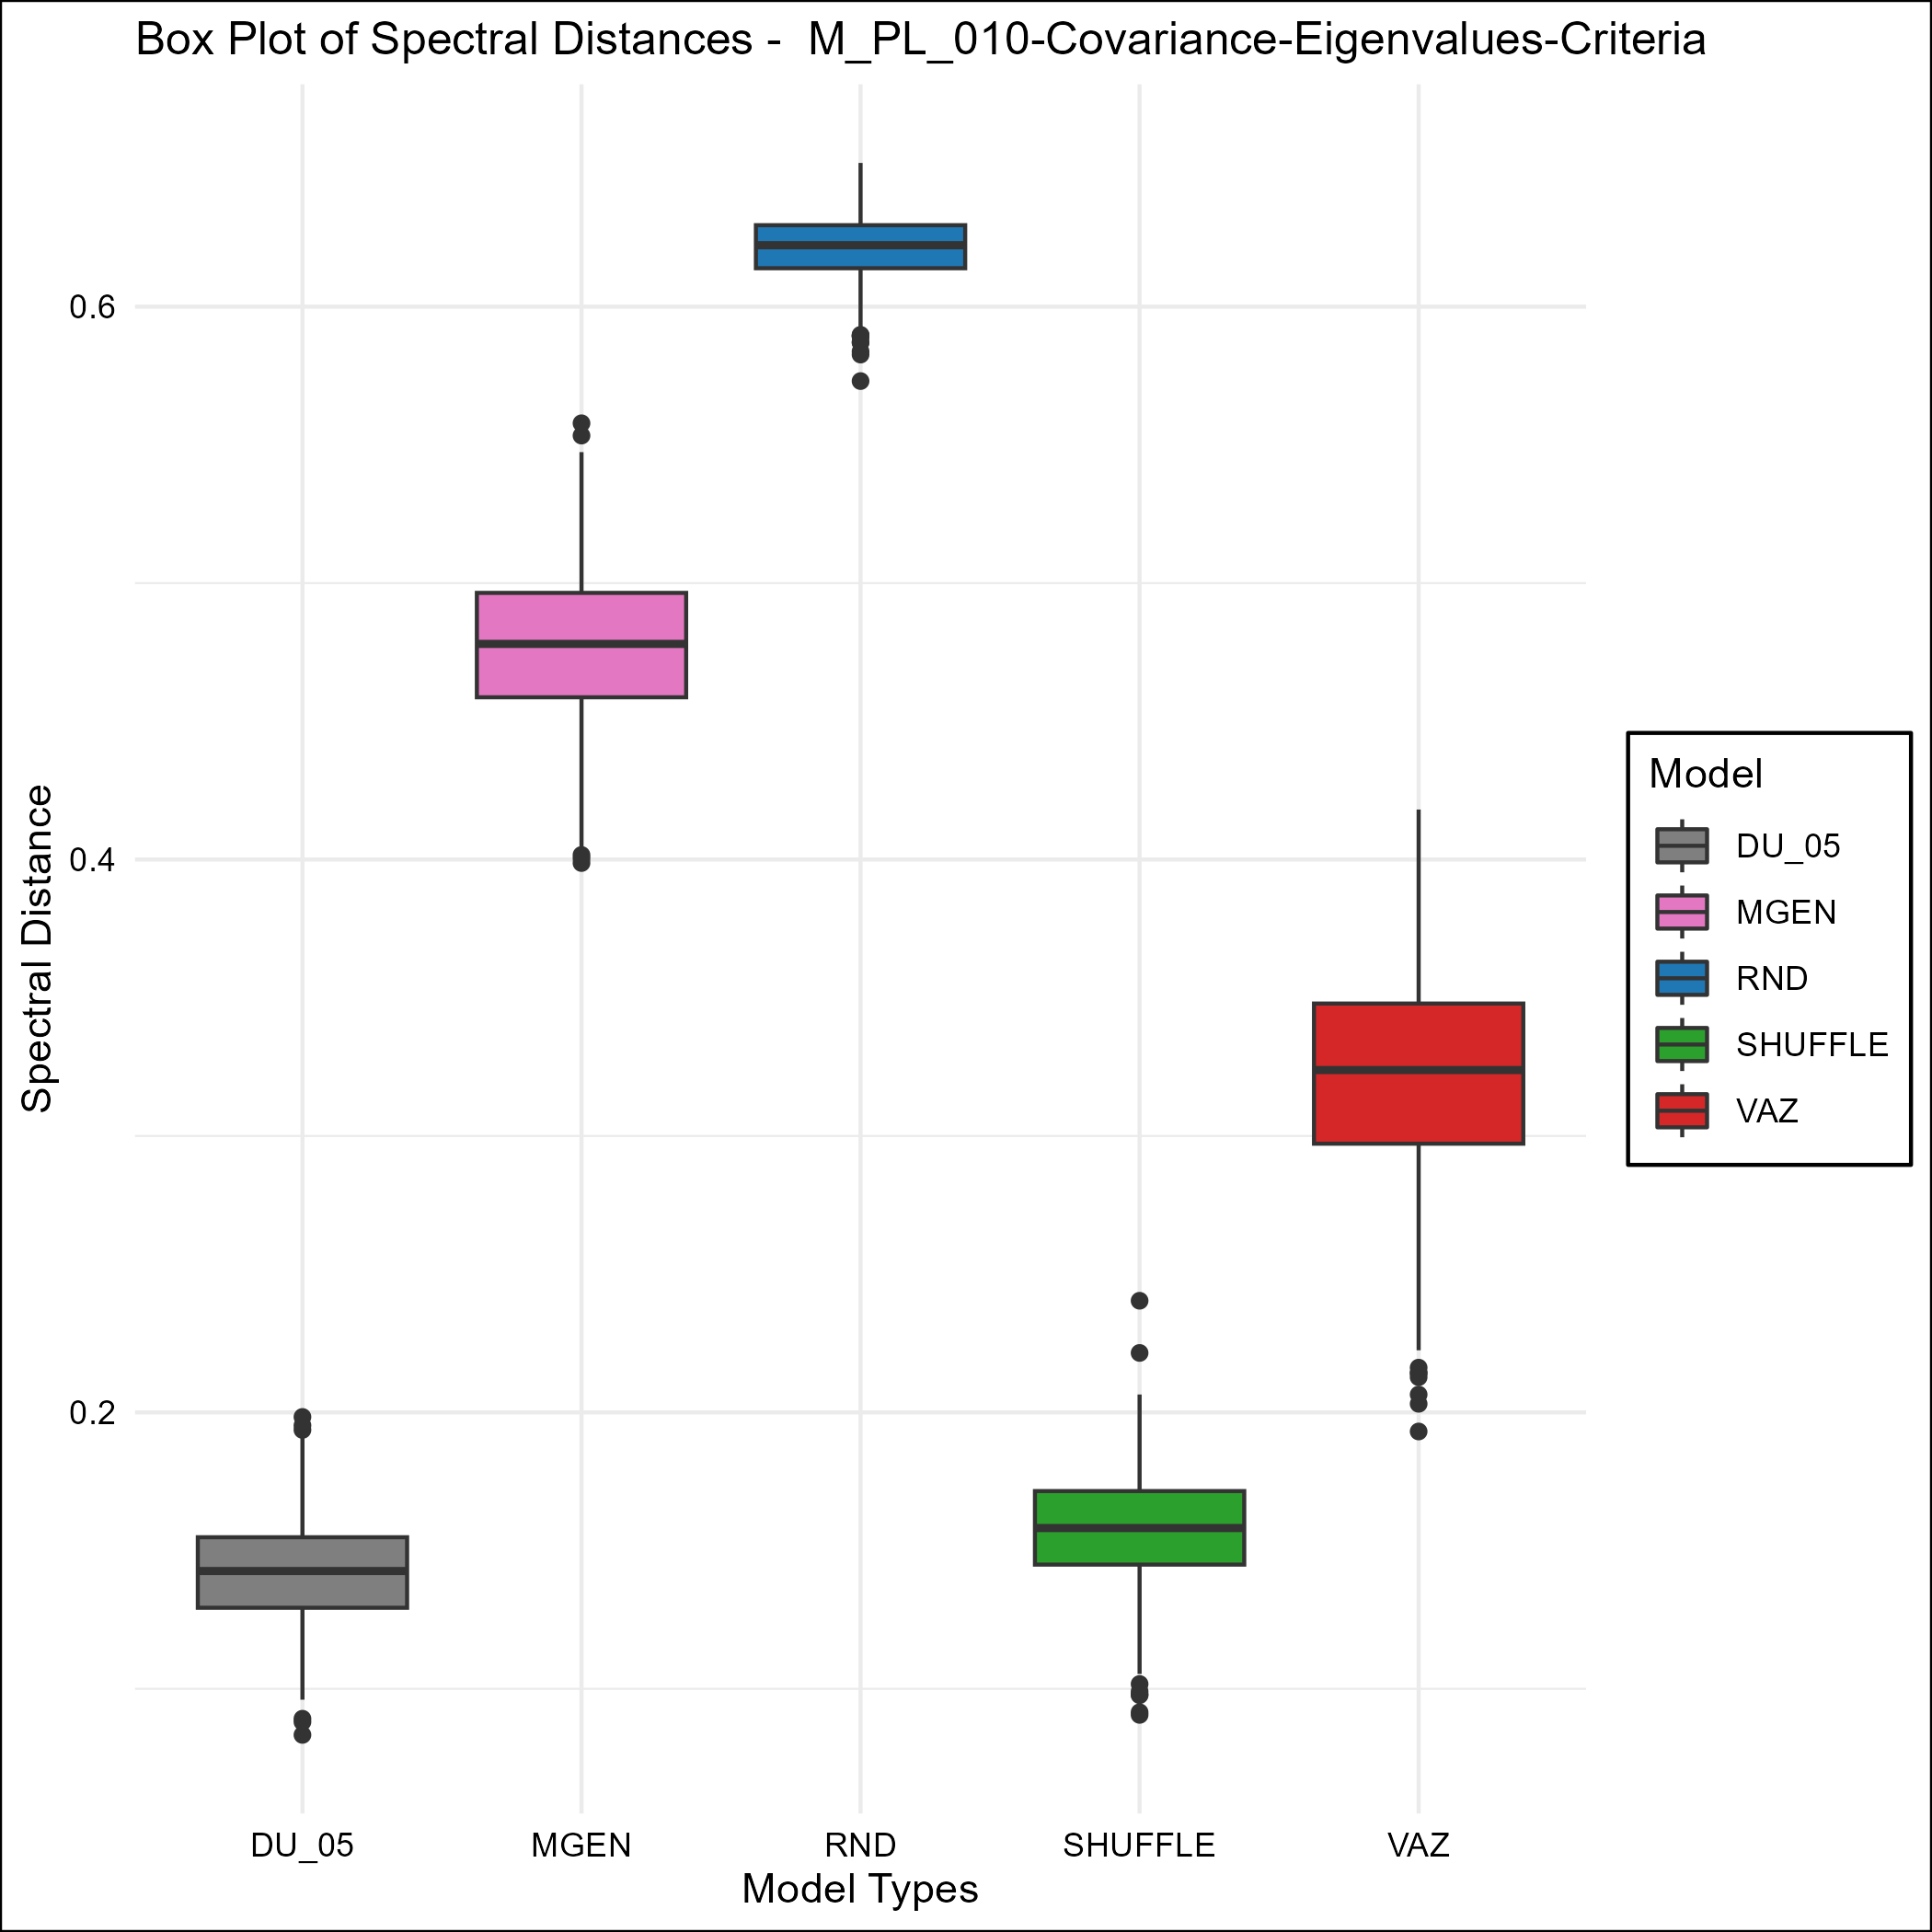 Box Plot of Spectral Distances -  M_PL_010-Covariance-Eigenvalues-Criteria
0.6
0.4
0.2
Spectral Distance
DU_05 MGEN RND SHUFFLE VAZ
Model Types
Model
DU_05
MGEN
RND
SHUFFLE
VAZ